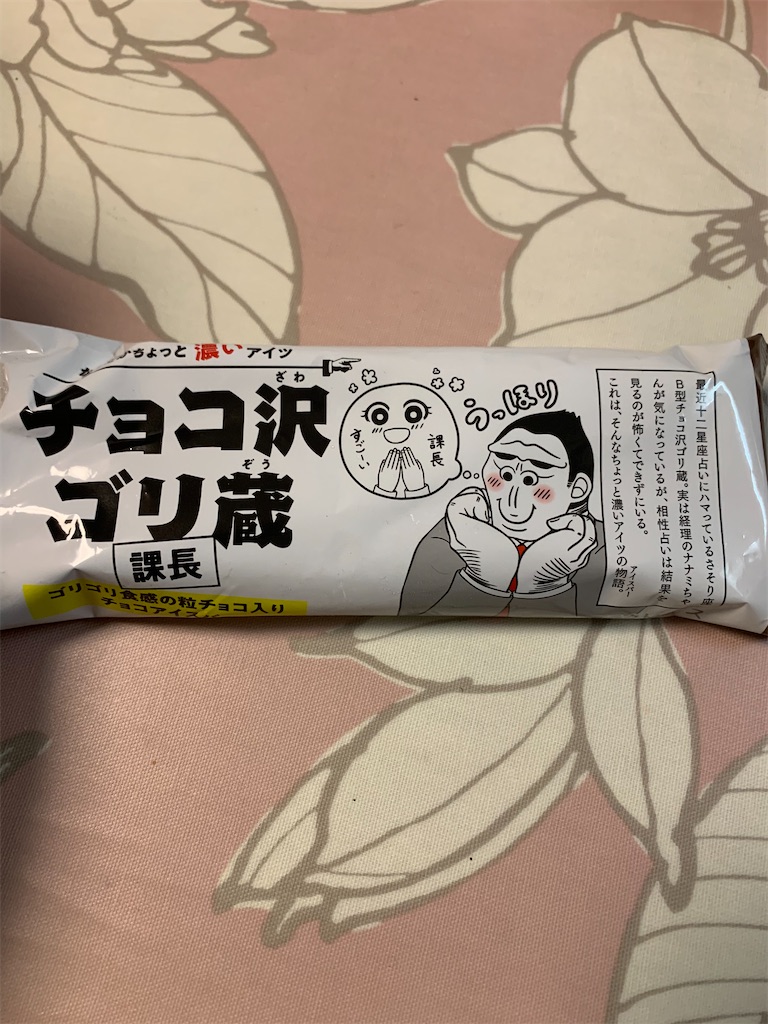 ちょっと濃いアイツ
チョコ沢
ざわ
ゴリ蔵
ぞう
課長
ゴリゴリ食感の粒チョコ入り
チョコアイスバ
すごーい
課長
うっほり
最近十二星座占いにハマっているさそり座
B型チョコ沢ゴリ蔵。実は経理のナナミちゃ
んが気になっているが、相性占いは結果を
見るのが怖くてできずにいる。
これは、そんなちょっと濃いアイツの物語。
アイスバー